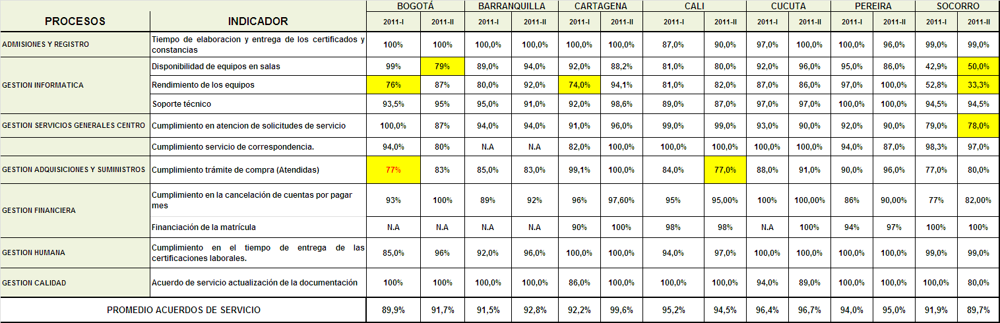 BOGOTÁ BARRANQUILLA CARTAGENA CALI CUCUTA PEREIRA SOCORRO
PROCESOS INDICADOR 2011-I 2011-II 2011-I 2011-II 2011-I 2011-II 2011-I 2011-II 2011-I 2011-II 2011-I 2011-II 2011-I 2011-II
ADMISIONES Y REGISTRO Tiempo de elaboracion y entrega de los certificados y
constancias 100% 100% 100,0% 100,0% 100,0% 100,0% 87,0% 90,0% 97,0% 100,0% 100,0% 96,0% 99,0% 99,0%
GESTION INFORMATICA
Disponibilidad de equipos en salas 99% 79% 89,0% 94,0% 92,0% 88,2% 81,0% 80,0% 92,0% 96,0% 95,0% 86,0% 42,9% 50,0%
Rendimiento de los equipos 76% 87% 80,0% 92,0% 74,0% 94,1% 81,0% 82,0% 87,0% 86,0% 97,0% 100,0% 52,8% 33,3%
Soporte técnico 93,5% 95% 95,0% 91,0% 92,0% 98,6% 89,0% 87,0% 97,0% 97,0% 100,0% 100,0% 94,5% 94,5%
GESTION SERVICIOS GENERALES CENTRO Cumplimiento en atencion de solicitudes de servicio 100,0% 87% 94,0% 94,0% 91,0% 96,0% 99,0% 99,0% 93,0% 90,0% 92,0% 90,0% 79,0% 78,0%
Cumplimiento servicio de correspondencia. 94,0% 80% N.A N.A 82,0% 100,0% 100,0% 100,0% 100,0% 100,0% 94,0% 87,0% 98,3% 97,0%
GESTION ADQUISICIONES Y SUMINISTROS Cumplimiento trámite de compra (Atendidas) 77% 83% 85,0% 83,0% 99,1% 100,0% 84,0% 77,0% 88,0% 91,0% 90,0% 96,0% 77,0% 80,0%
GESTION FINANCIERA
Cumplimiento en la cancelación de cuentas por pagar
mes 93% 100% 89% 92% 96% 97,60% 95% 95,00% 100% 100,00% 86% 90,00% 77% 82,00%
Financiación de la matrícula N.A N.A N.A N.A 90% 100% 98% 98% N.A 100% 94% 97% 100% 100%
GESTION HUMANA Cumplimiento en el tiempo de entrega de las
certificaciones laborales. 85,0% 96% 92,0% 96,0% 100,0% 100,0% 94,0% 97,0% 100,0% 100,0% 100,0% 100,0% 99,0% 99,0%
GESTION CALIDAD Acuerdo de servicio actualización de la documentación 100% 100% 100,0% 100,0% 86,0% 100,0% 100,0% 100,0% 94,0% 89,0% 100,0% 100,0% 100,0% 80,0%
PROMEDIO ACUERDOS DE SERVICIO 89,9% 91,7% 91,5% 92,8% 92,2% 99,6% 95,2% 94,5% 96,4% 96,7% 94,0% 95,0% 91,9% 89,7%